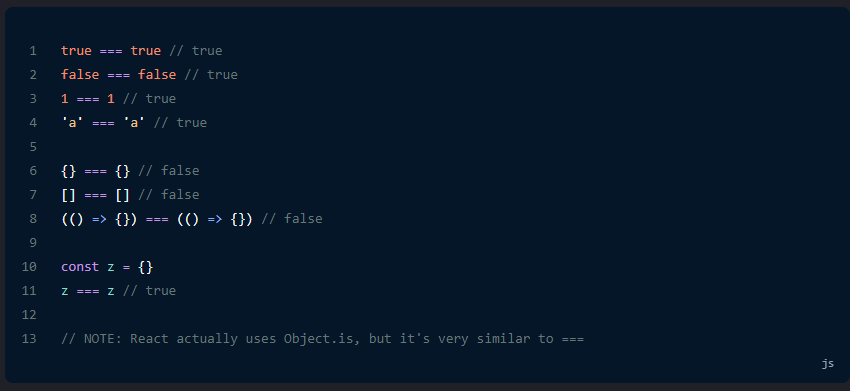 1 true === true // true
2 false === false // true
3 1 === 1 // true
4 'a' === 'a' // true
5
6 {} === {} // false
7 [] === [] // false
8 (() => {}) === (() => {}) // false
9
10 const z = {}
11 z === z // true
12
13 // NOTE: React actually uses Object.is, but it's very similar to ===
js